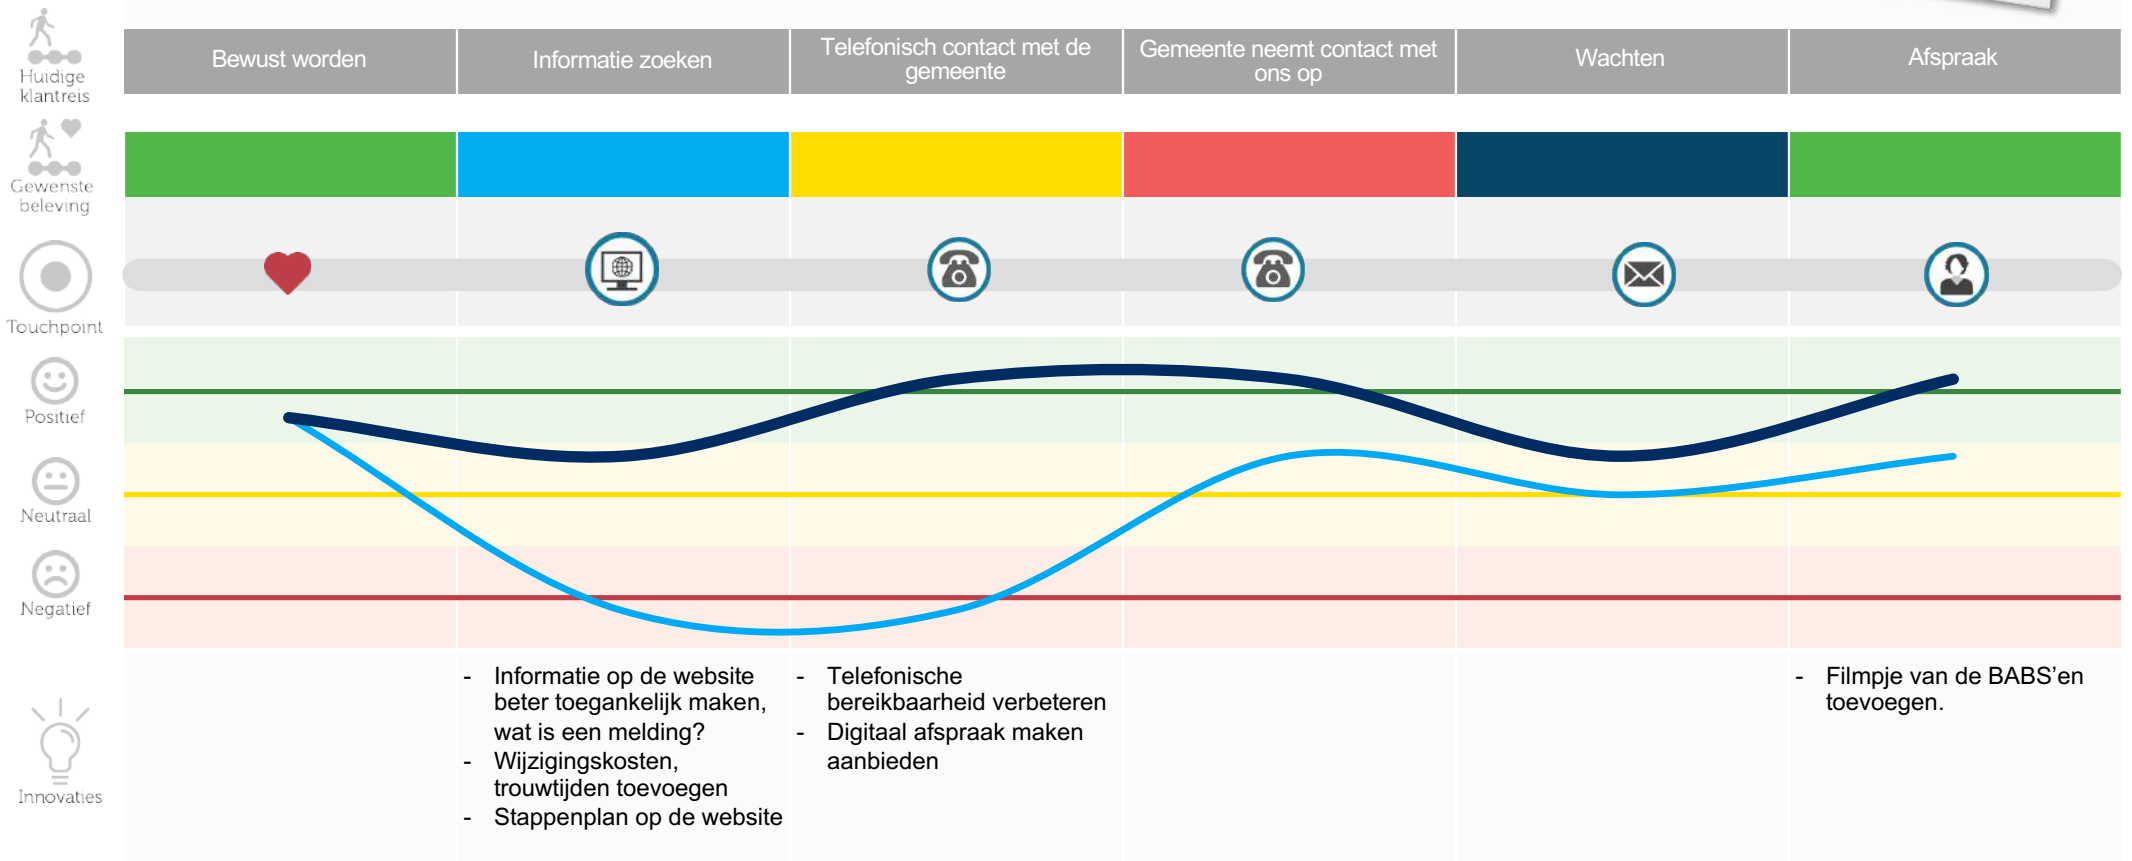 Huidige
klantreis
Bewust worden
Informatie zoeken
Telefonisch contact met de
gemeente
Gemeente neemt contact met
ons op
Wachten
Afspraak
Gewenste
beleving
Touchpoint
Positief
Neutraal
Negatief
Innovaties
- Informatie op de website
beter toegankelijk maken,
wat is een melding?
- Wijzigingskosten,
trouwtijden toevoegen
- Stappenplan op de website
- Telefonische
bereikbaarheid verbeteren
- Digitaal afspraak maken
aanbieden
- Filmpje van de BABS’en
toevoegen.